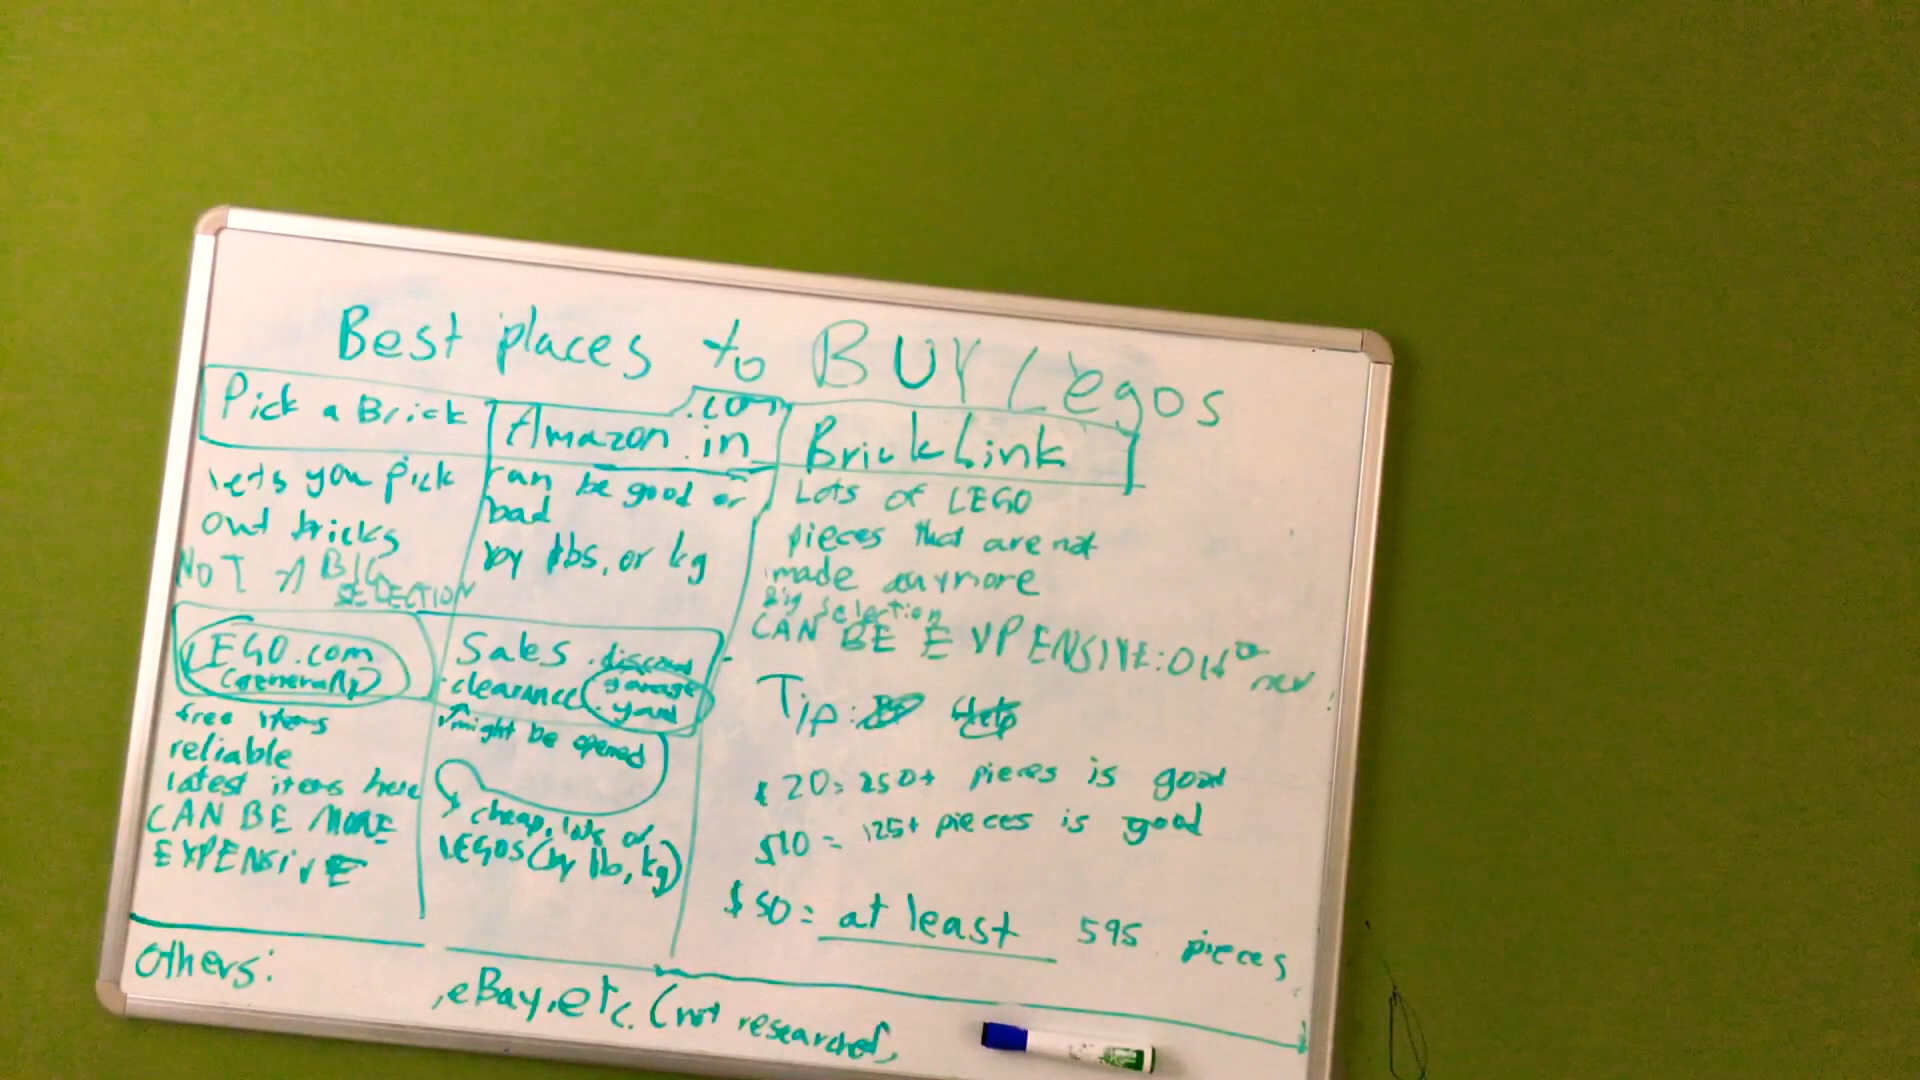 Best places to BUY Legos
Pick a Brick
lets you pick
out bricks
NOT A BIG
SELECTION
.com
Amazon.in
can be good or
bad
by lbs. or kg
BrickLink
Lots of LEGO
pieces that are not
made anymore
Big selection
CAN BE EXPENSIVE: Old or
new
LEGO.com
(generally)
free items
reliable
latest items here
CAN BE MORE
EXPENSIVE
Sales .discount
.clearance garage
.yard
might be opened
cheap, lots of
LEGOS (by lb, kg)
Tip:
$20= 250+ pieces is good
$10 = 125+ pieces is good
$50= at least 595 pieces
Others:
,eBay, etc. (not researched)